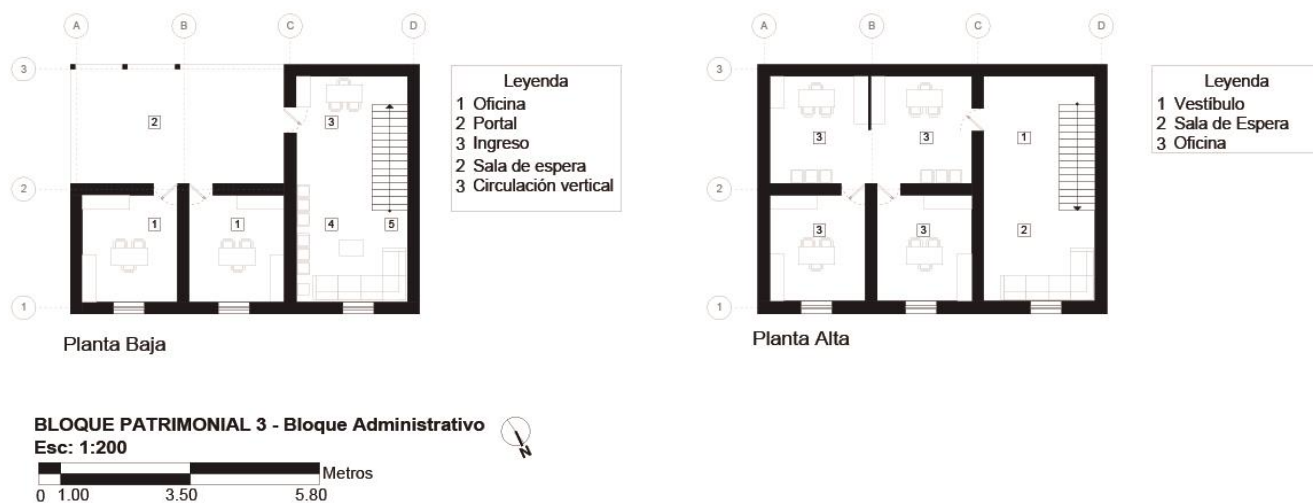 A B C D
3
2
1
2
3
1
1
4
5
Leyenda
1 Oficina
2 Portal
3 Ingreso
2 Sala de espera
3 Circulación vertical
Planta Baja
A B C D
3
2
1
3
3
1
3
3
2
Leyenda
1 Vestíbulo
2 Sala de Espera
3 Oficina
Planta Alta
BLOQUE PATRIMONIAL 3 - Bloque Administrativo
Esc: 1:200
N
Metros
0 1.00 3.50 5.80